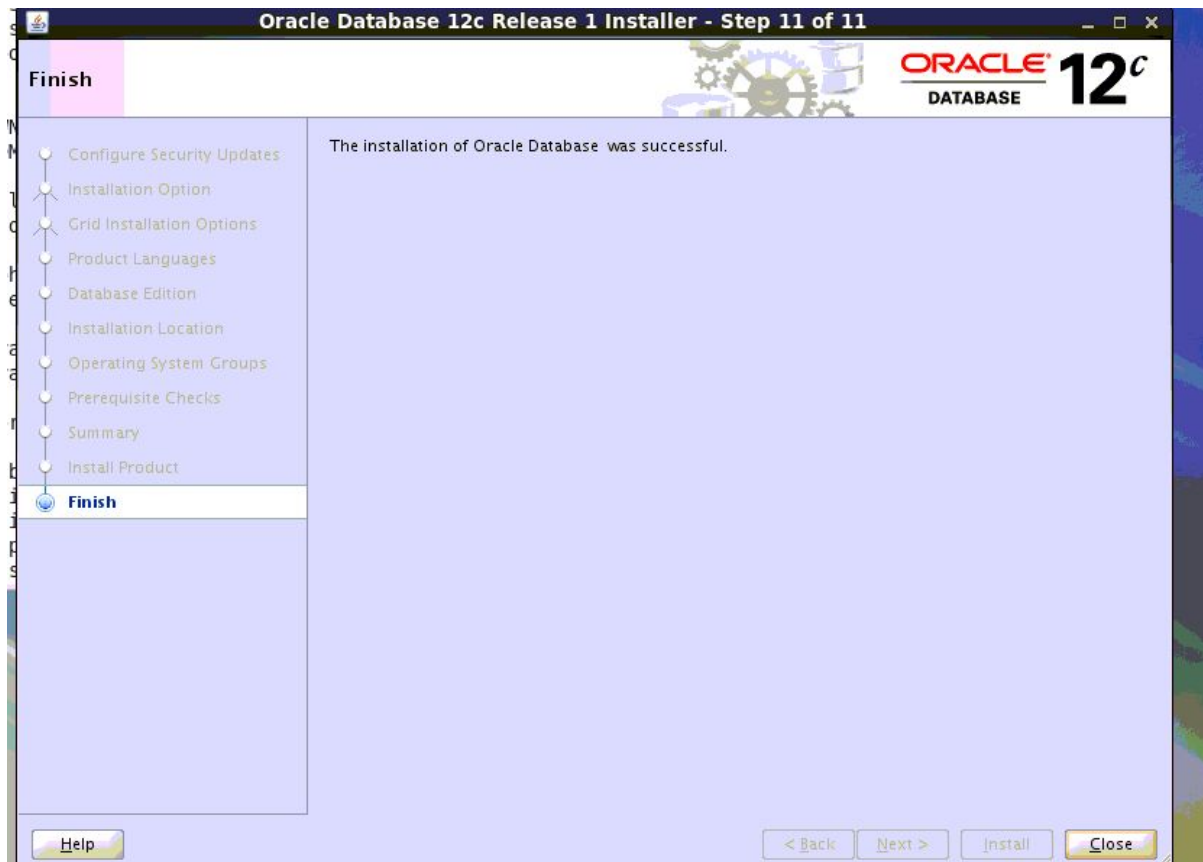 Oracle Database 12c Release 1 Installer - Step 11 of 11
Finish
ORACLE
DATABASE
12c
Configure Security Updates
Installation Option
Grid Installation Options
Product Languages
Database Edition
Installation Location
Operating System Groups
Prerequisite Checks
Summary
Install Product
Finish
The installation of Oracle Database was successful.
Help
< Back
Next >
Install
Close